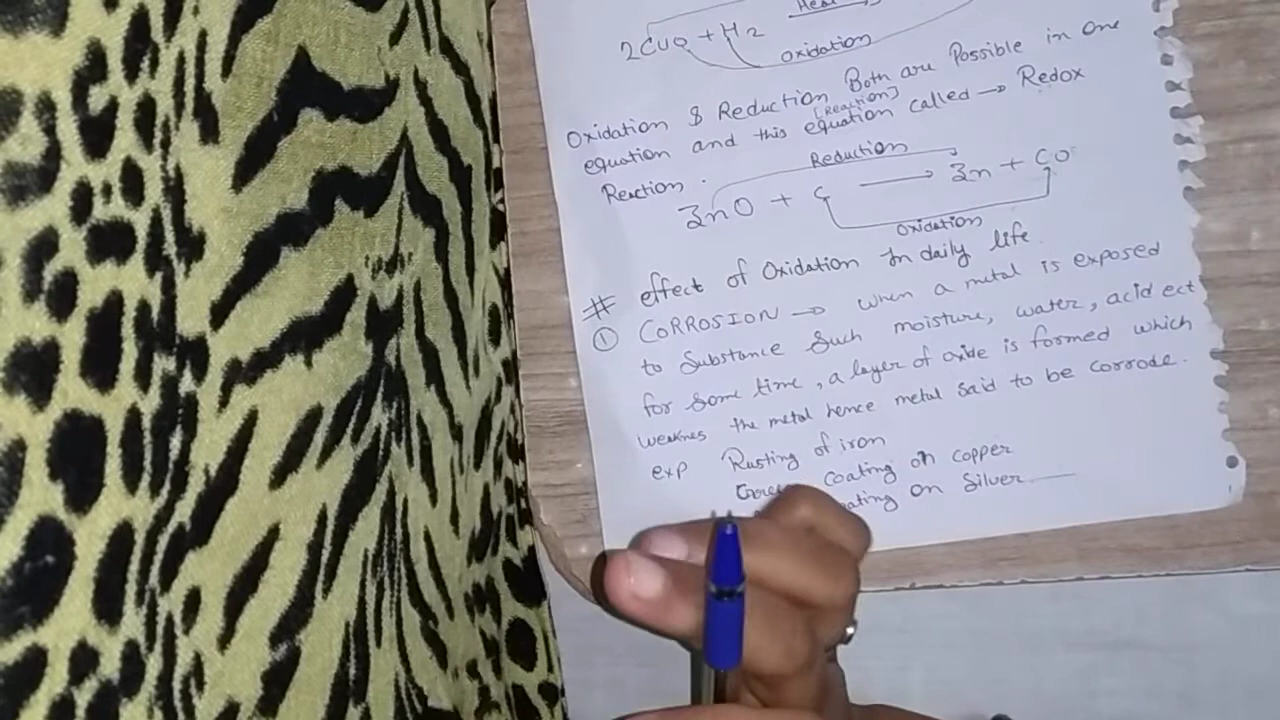 2CuO + H2 Heat
oxidation
Oxidation & Reduction Both are Possible in one
[Reaction]
equation and this equation called → Redox
Reaction.
Reduction
ZnO + C → Zn + CO
Oxidation
# effect of Oxidation In daily life.
① CORROSION → when a metal is exposed
to Substance Such moisture, water, acid ect
for Some time, a layer of oxide is formed which
weaknes the metal hence metal said to be corrode.
exp Rusting of iron
coating on copper
on Silver